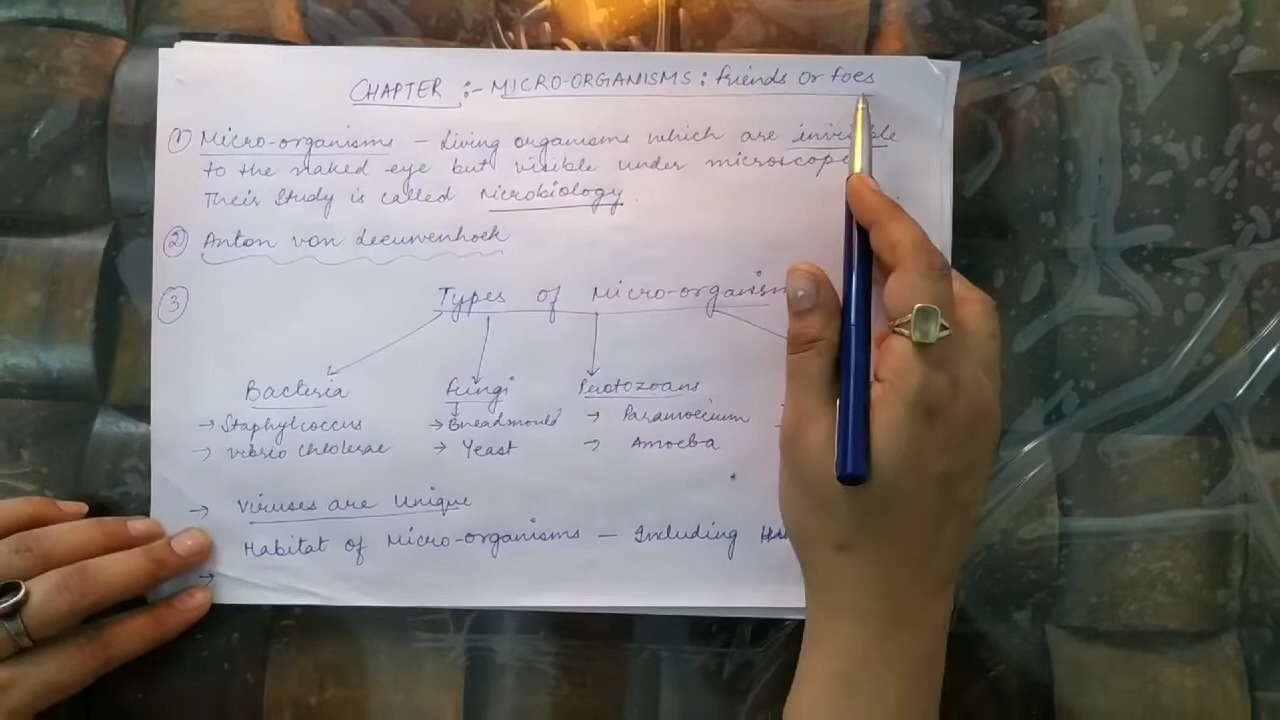 CHAPTER :- MICRO-ORGANISMS : friends or foes
① Micro-organisms - Living organisms which are invisible
to the naked eye but visible under microscope
Their Study is called Microbiology.
② Anton von Leeuwenhoek
③ Types of Micro-organism
Bacteria Fungi Protozoans
→ Staphylcoccus → Breadmould → Paramoecium
→ vibrio chlolerae → Yeast → Amoeba
→ Viruses are Unique
Habitat of Micro-organisms - Including
→